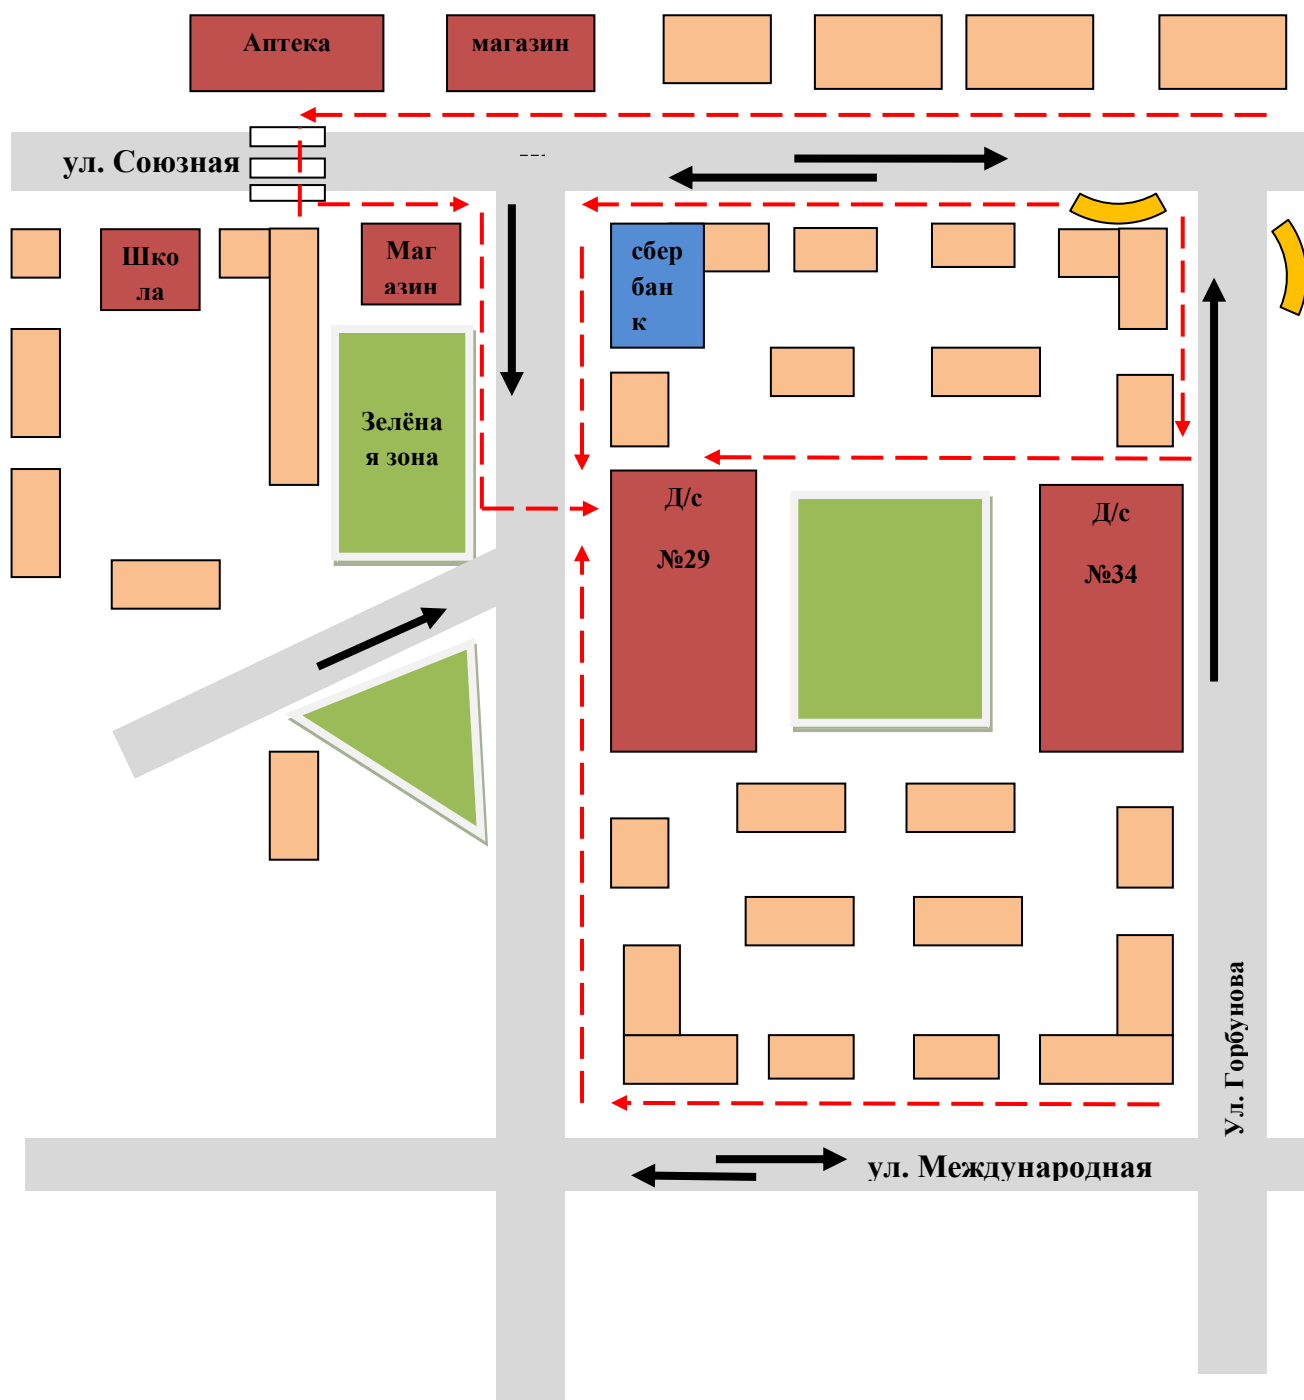 Аптека
магазин
ул. Союзная
Шко
ла
Маг
азин
сбер
бан
к
Зелёна
я зона
Д/с
№29
Д/с
№34
Ул. Горбунова
ул. Международная